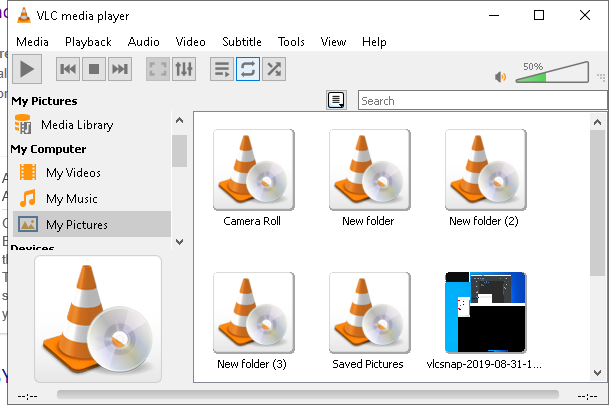 VLC media player
Media Playback Audio Video Subtitle Tools View Help
50%
My Pictures
Search
Media Library
My Computer
My Videos
My Music
My Pictures
Devices
Camera Roll
New folder
New folder (2)
New folder (3)
Saved Pictures
vlcsnap-2019-08-31-1...
--:--
--:--